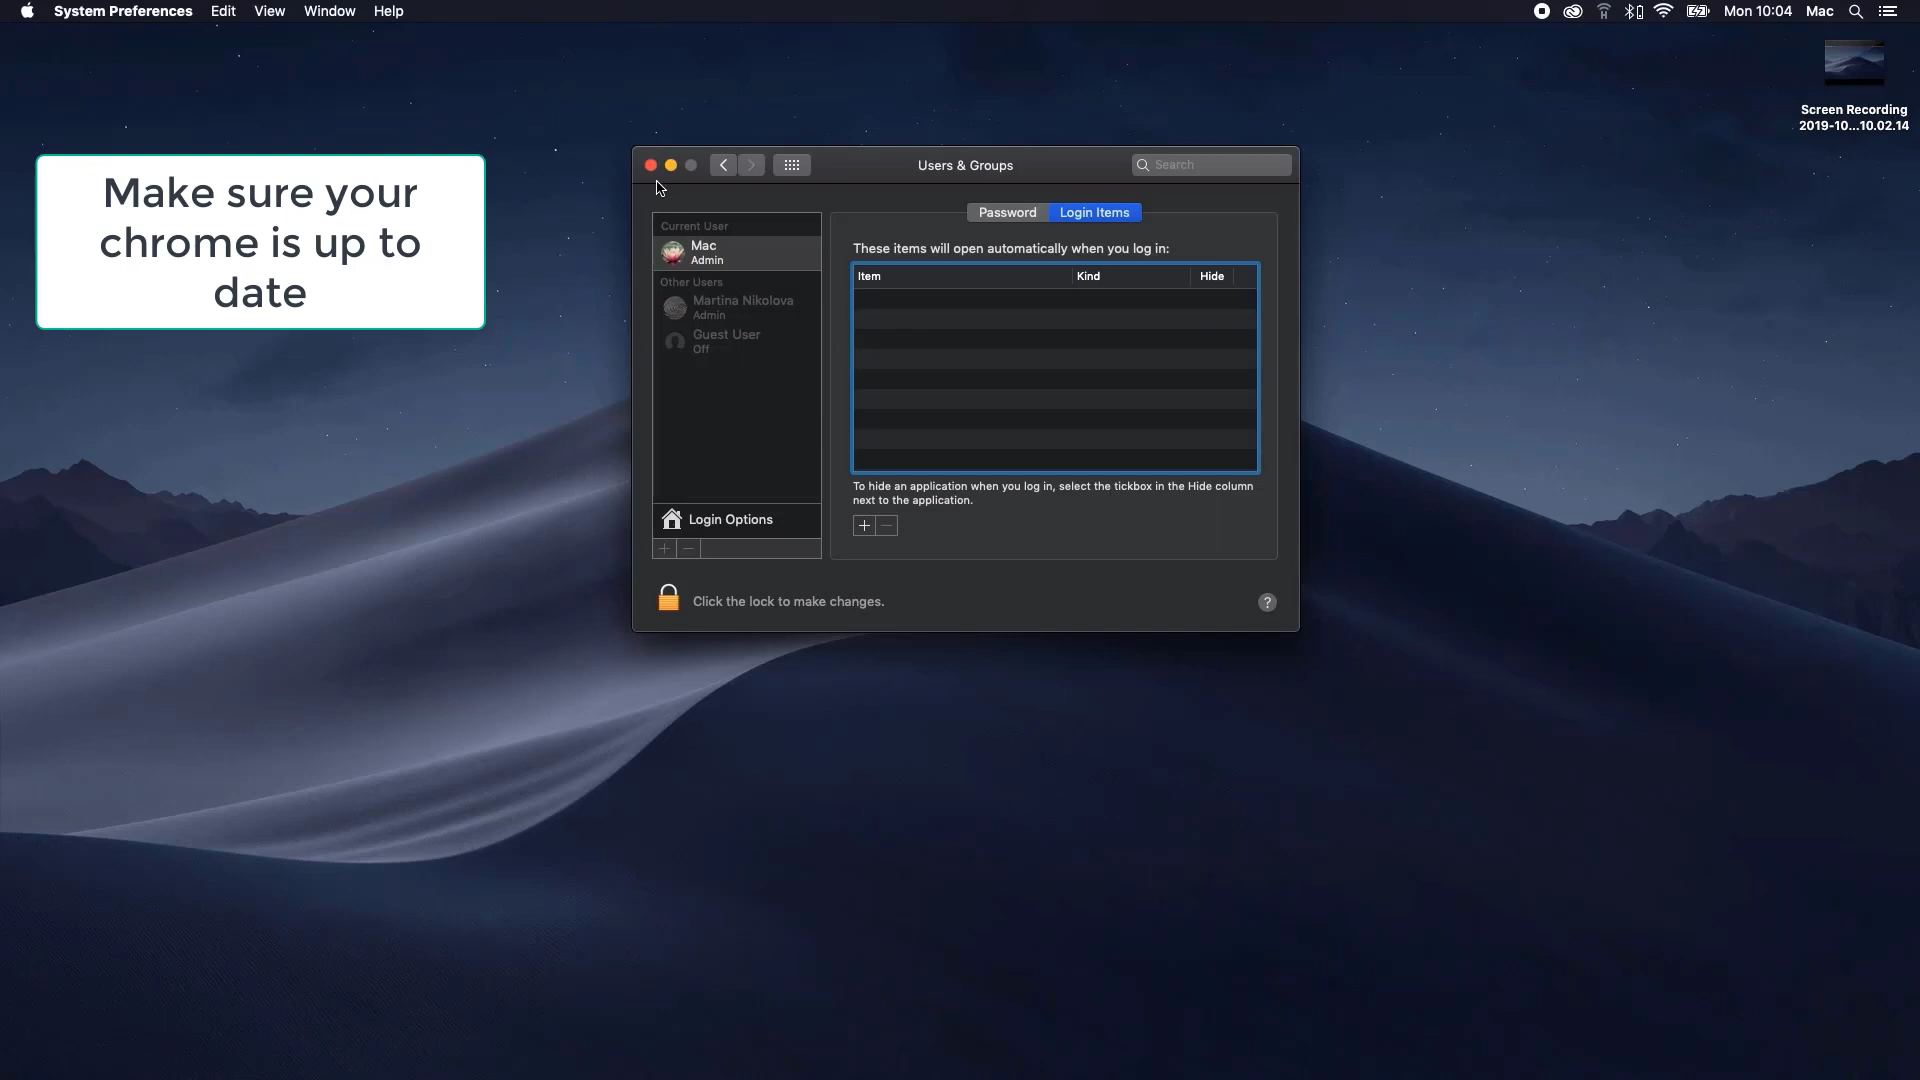 System Preferences Edit View Window Help
Mon 10:04 Mac
Screen Recording
2019-10...10.02.14
Make sure your
chrome is up to
date
Users & Groups
Search
Password Login Items
Current User
Mac
Admin
Other Users
Martina Nikolova
Admin
Guest User
Off
Login Options
These items will open automatically when you log in:
Item Kind Hide
To hide an application when you log in, select the tickbox in the Hide column
next to the application.
Click the lock to make changes.
?